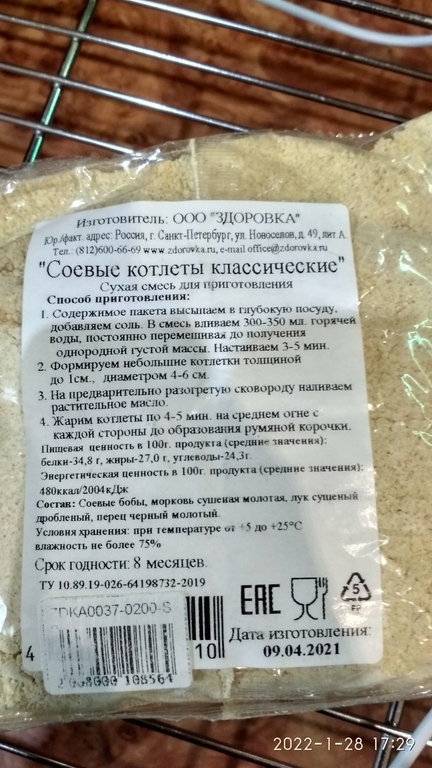 Изготовитель: ООО "ЗДОРОВКА"
Юр./факт. адрес: Россия, г. Санкт-Петербург, ул. Новоселов, д. 49, лит.А.
Тел.: (812)600-66-69 www.zdorovka.ru, e-mail office@zdorovka.ru
"Соевые котлеты классические"
Сухая смесь для приготовления
Способ приготовления:
1. Содержимое пакета высыпаем в глубокую посуду,
добавляем соль. В смесь вливаем 300-350 мл. горячей
воды, постоянно перемешивая до получения
однородной густой массы. Настаиваем 3-5 мин.
2. Формируем небольшие котлетки толщиной
до 1см., диаметром 4-6 см.
3. На предварительно разогретую сковороду наливаем
растительное масло.
4. Жарим котлеты по 4-5 мин. на среднем огне с
каждой стороны до образования румяной корочки.
Пищевая ценность в 100г. продукта (средние значения):
белки-34,8 г, жиры-27,0 г, углеводы-24,3г.
Энергетическая ценность в 100г. продукта (средние значения):
480ккал/2004кДж
Состав: Соевые бобы, морковь сушеная молотая, лук сушеный
дробленый, перец черный молотый.
Условия хранения: при температуре от +5 до +25°С
влажность не более 75%
Срок годности: 8 месяцев.
ТУ 10.89.19-026-64198732-2019
ZDKA0037-0200-S
EAC
5
PP
4
10
Дата изготовления:
09.04.2021
2022-1-28 17:29